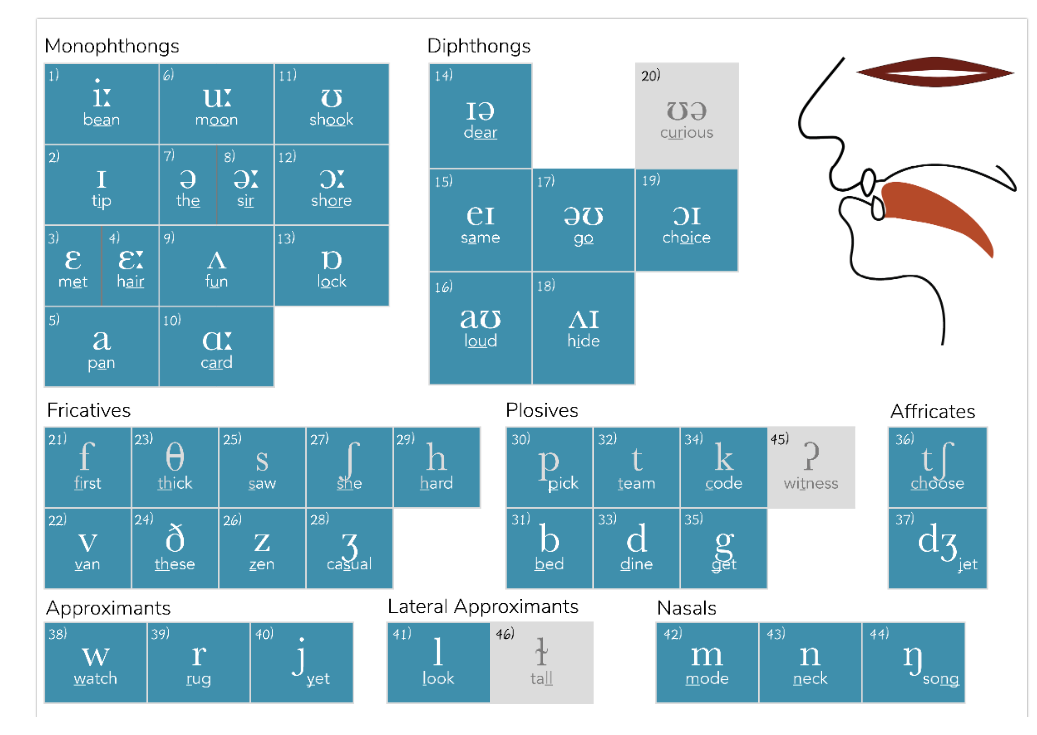 Monophthongs
1) iː bean
6) uː moon
11) ʊ shook
2) ɪ tip
7) ə the
8) əː sir
12) ɔː shore
3) ɛ met
4) ɛː hair
9) ʌ fun
13) ɒ lock
5) a pan
10) ɑː card
Diphthongs
14) ɪə dear
20) ʊə curious
15) eɪ same
17) əʊ go
19) ɔɪ choice
16) aʊ loud
18) ʌɪ hide
Fricatives
21) f first
23) θ thick
25) s saw
27) ʃ she
29) h hard
22) v van
24) ð these
26) z zen
28) ʒ casual
Plosives
30) p pick
32) t team
34) k code
45) ʔ witness
31) b bed
33) d dine
35) g get
Affricates
36) tʃ choose
37) dʒ jet
Approximants
38) w watch
39) r rug
40) j yet
Lateral Approximants
41) l look
46) ɫ tall
Nasals
42) m mode
43) n neck
44) ŋ song